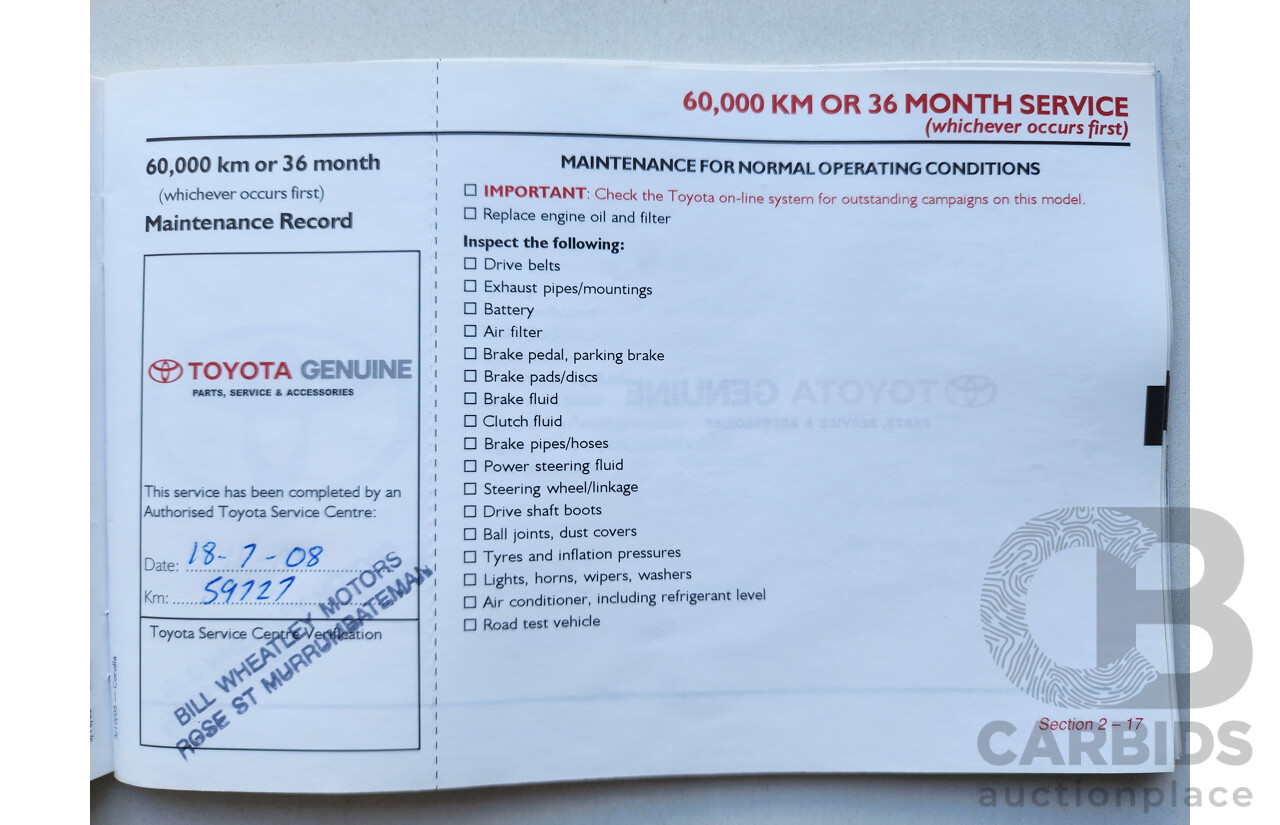 60,000 KM OR 36 MONTH SERVICE
(whichever occurs first)
60,000 km or 36 month
(whichever occurs first)
Maintenance Record
TOYOTA GENUINE
PARTS, SERVICE & ACCESSORIES
This service has been completed by an
Authorised Toyota Service Centre:
Date: 18-7-08
Km: 59727
Toyota Service Centre Verification
BILL WHEATLEY MOTORS
ROSE ST MURRUMBATEMAN
MAINTENANCE FOR NORMAL OPERATING CONDITIONS
☐ IMPORTANT: Check the Toyota on-line system for outstanding campaigns on this model.
☐ Replace engine oil and filter
Inspect the following:
☐ Drive belts
☐ Exhaust pipes/mountings
☐ Battery
☐ Air filter
☐ Brake pedal, parking brake
☐ Brake pads/discs
☐ Brake fluid
☐ Clutch fluid
☐ Brake pipes/hoses
☐ Power steering fluid
☐ Steering wheel/linkage
☐ Drive shaft boots
☐ Ball joints, dust covers
☐ Tyres and inflation pressures
☐ Lights, horns, wipers, washers
☐ Air conditioner, including refrigerant level
☐ Road test vehicle
Section 2 – 17
CB
CARBIDS
auctionplace